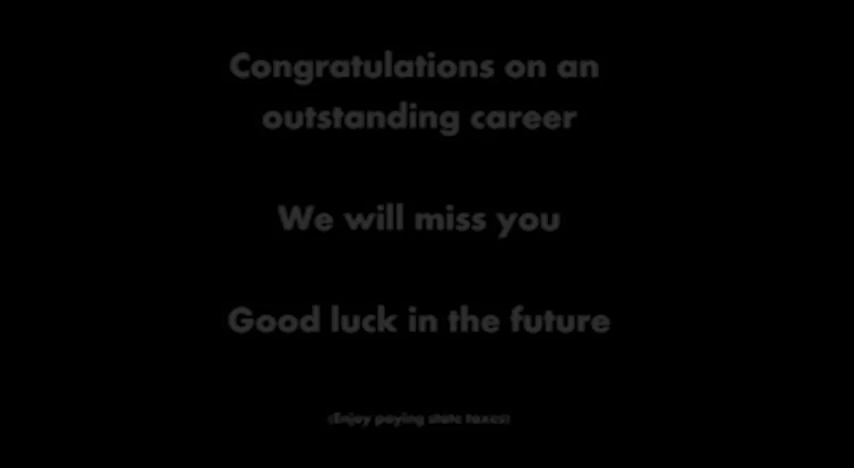 Congratulations on an
outstanding career
We will miss you
Good luck in the future
(Enjoy paying state taxes)